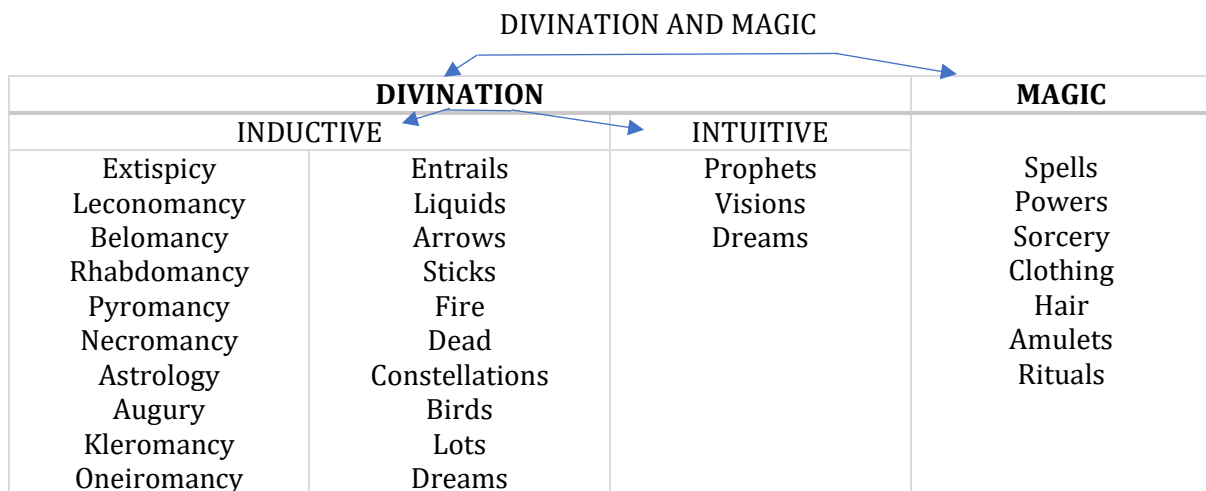 DIVINATION AND MAGIC
DIVINATION MAGIC
INDUCTIVE INTUITIVE
Extispicy Entrails Prophets Spells
Leconomancy Liquids Visions Powers
Belomancy Arrows Dreams Sorcery
Rhabdomancy Sticks Clothing
Pyromancy Fire Hair
Necromancy Dead Amulets
Astrology Constellations Rituals
Augury Birds
Kleromancy Lots
Oneiromancy Dreams